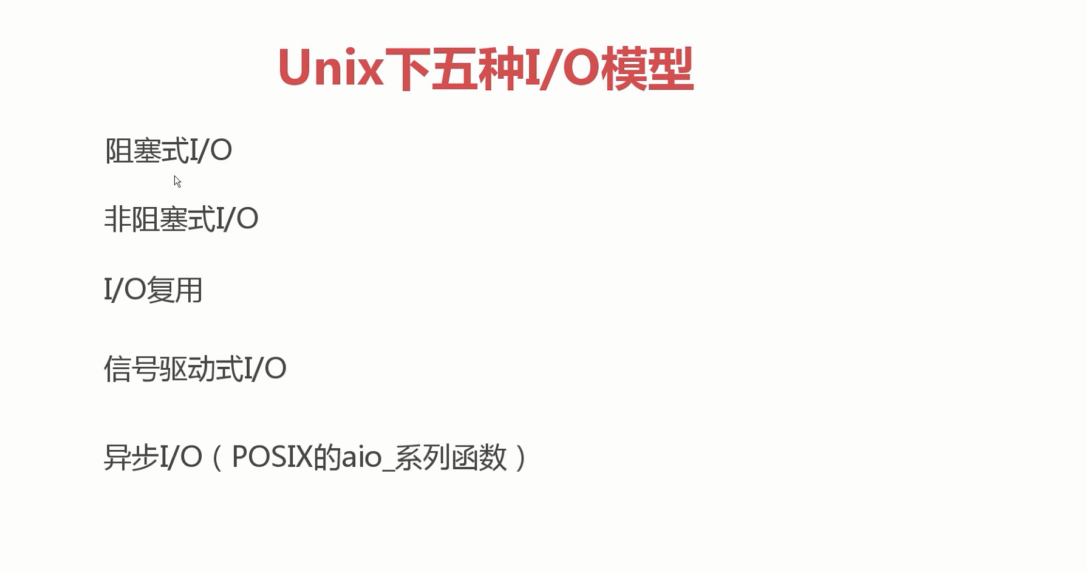 Unix下五种I/O模型
阻塞式I/O
非阻塞式I/O
I/O复用
信号驱动式I/O
异步I/O（POSIX的aio_系列函数）